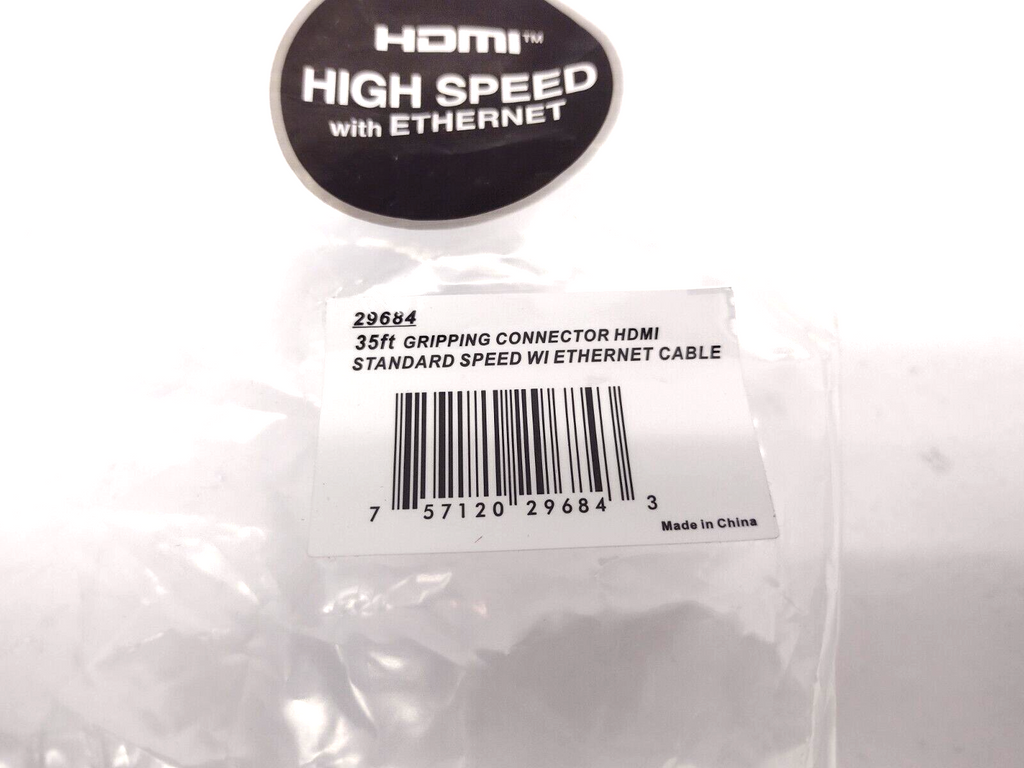 HDMI™
HIGH SPEED
with ETHERNET
29684
35ft GRIPPING CONNECTOR HDMI
STANDARD SPEED WI ETHERNET CABLE
7 57120 29684 3
Made in China